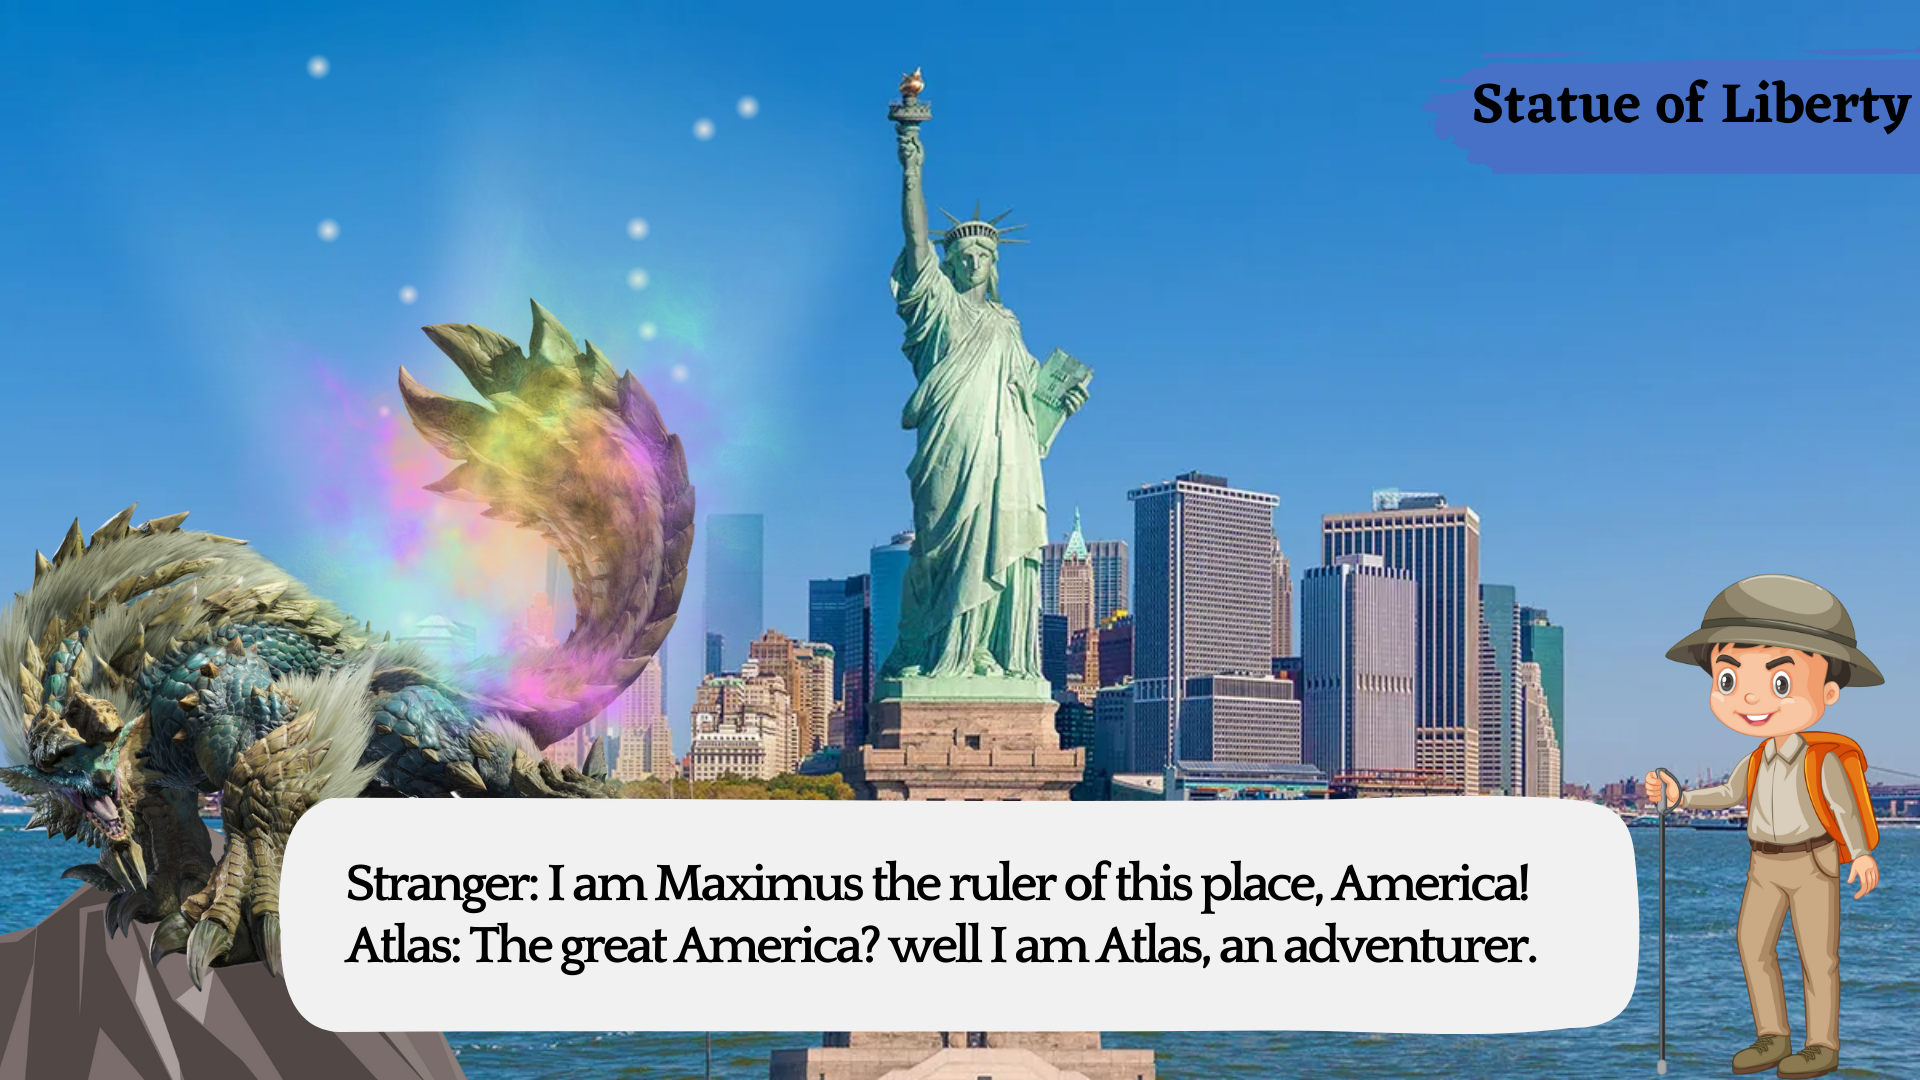 Statue of Liberty
Stranger: I am Maximus the ruler of this place, America!
Atlas: The great America? well I am Atlas, an adventurer.